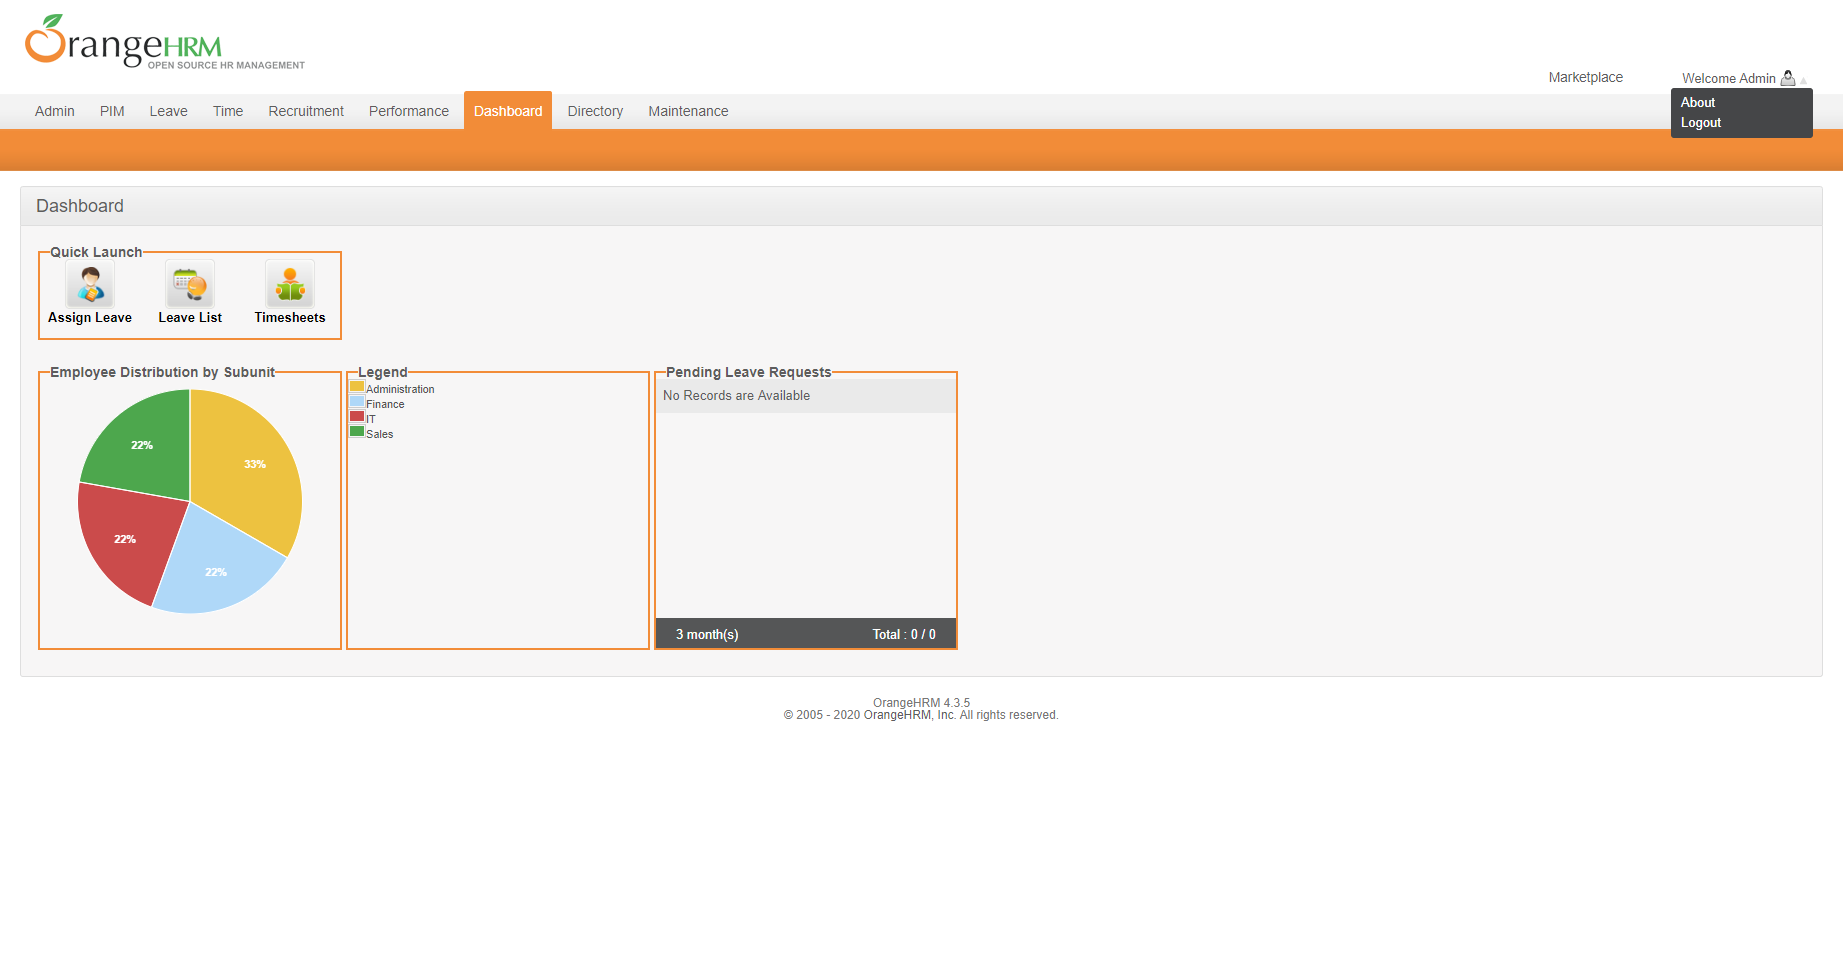 OrangeHRM
OPEN SOURCE HR MANAGEMENT
Marketplace
Welcome Admin
About
Logout
Admin PIM Leave Time Recruitment Performance Dashboard Directory Maintenance
Dashboard
Quick Launch
Assign Leave Leave List Timesheets
Employee Distribution by Subunit
22%
33%
22%
22%
Legend
Administration
Finance
IT
Sales
Pending Leave Requests
No Records are Available
3 month(s) Total : 0 / 0
OrangeHRM 4.3.5
© 2005 - 2020 OrangeHRM, Inc. All rights reserved.